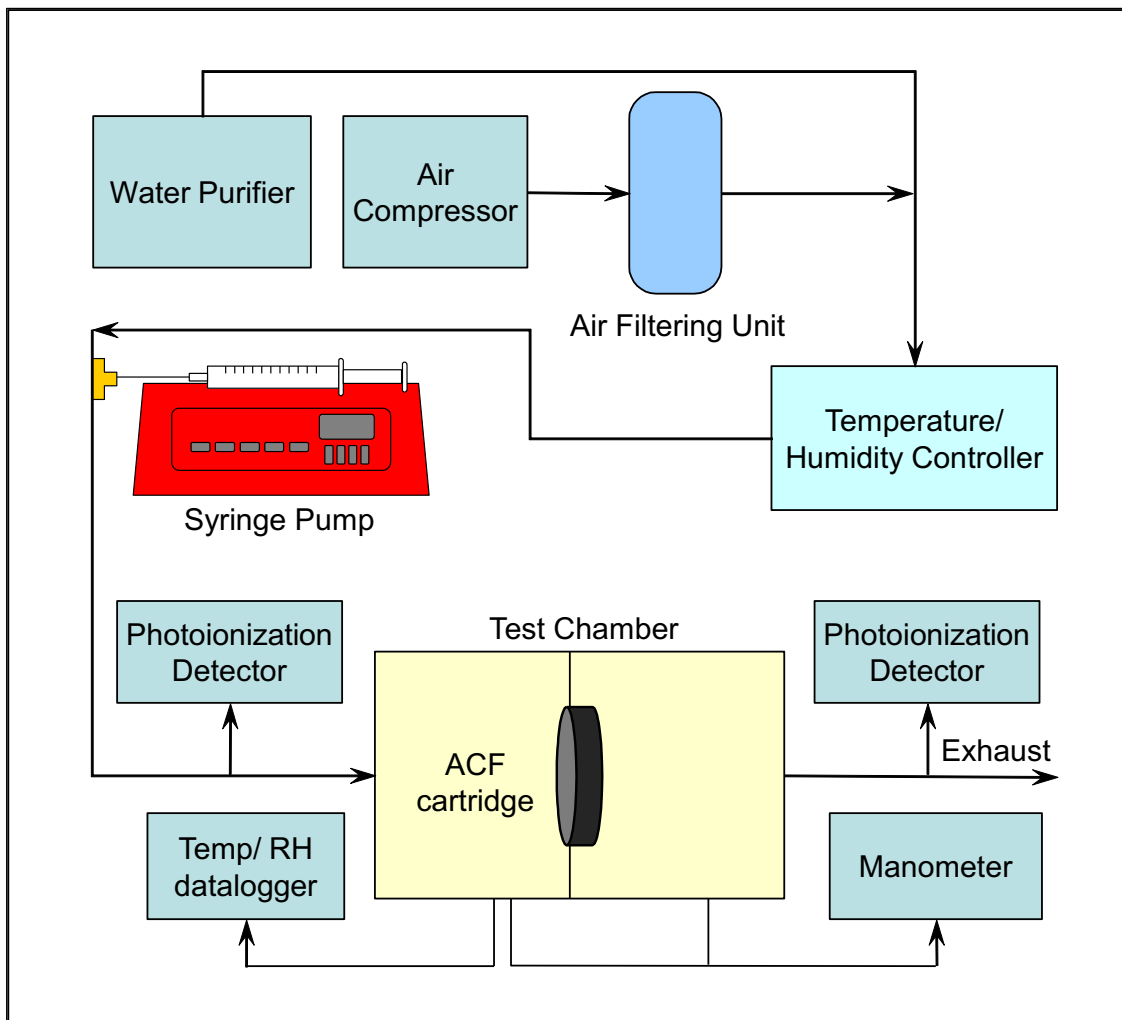 Water Purifier
Air
Compressor
Air Filtering Unit
Temperature/
Humidity Controller
Syringe Pump
Photoionization
Detector
Test Chamber
Photoionization
Detector
ACF
cartridge
Exhaust
Temp/ RH
datalogger
Manometer